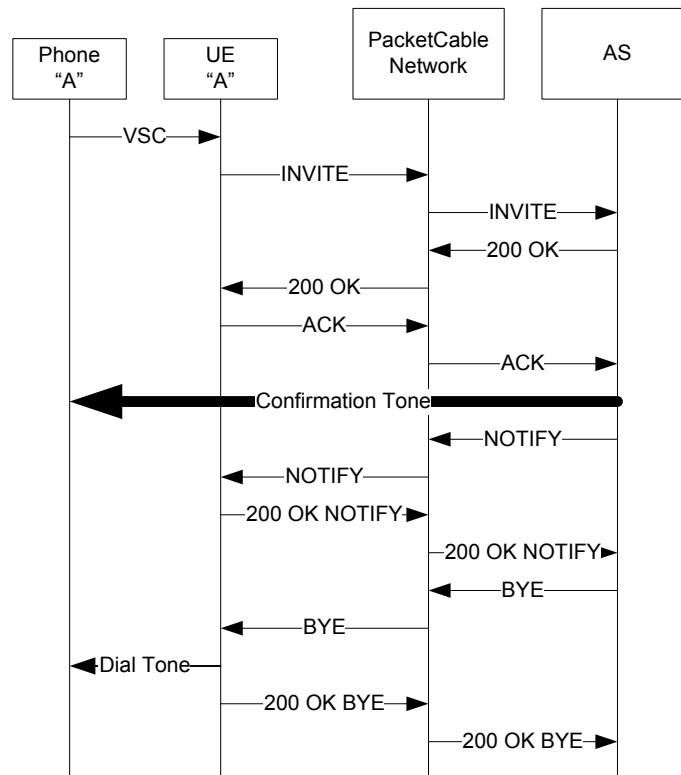 Phone
“A”
UE
“A”
PacketCable
Network
AS
VSC
INVITE
INVITE
200 OK
200 OK
ACK
ACK
Confirmation Tone
NOTIFY
NOTIFY
200 OK NOTIFY
200 OK NOTIFY
BYE
BYE
Dial Tone
200 OK BYE
200 OK BYE